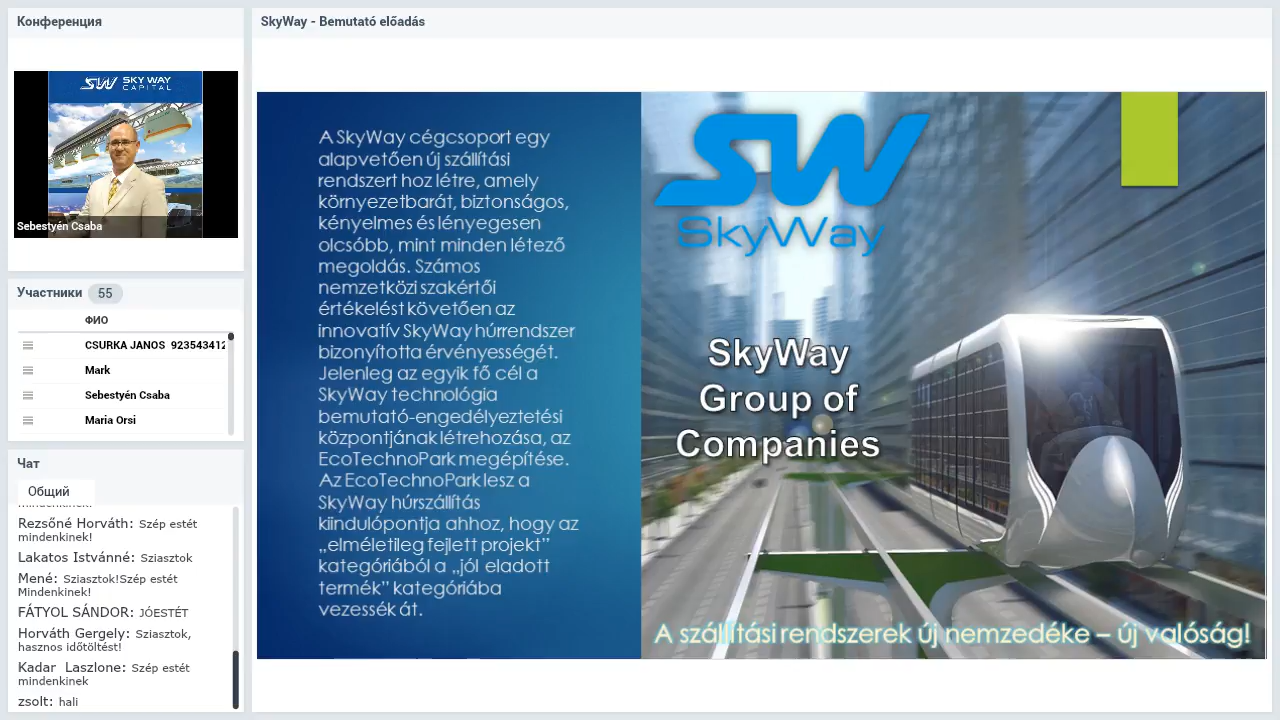 Конференция
SW SKY WAY
CAPITAL
Sebestyén Csaba
Участники 55
ФИО
CSURKA JANOS 923543412
Mark
Sebestyén Csaba
Maria Orsi
Чат
Общий
mindenkinek!
Rezsőné Horváth: Szép estét
mindenkinek!
Lakatos Istvánné: Sziasztok
Mené: Sziasztok!Szép estét
Mindenkinek!
FÁTYOL SÁNDOR: JÓESTÉT
Horváth Gergely: Sziasztok,
hasznos időtöltést!
Kadar Laszlone: Szép estét
mindenkinek
zsolt: hali
SkyWay - Bemutató előadás
A SkyWay cégcsoport egy
alapvetően új szállítási
rendszert hoz létre, amely
környezetbarát, biztonságos,
kényelmes és lényegesen
olcsóbb, mint minden létező
megoldás. Számos
nemzetközi szakértői
értékelést követően az
innovatív SkyWay húrrendszer
bizonyította érvényességét.
Jelenleg az egyik fő cél a
SkyWay technológia
bemutató-engedélyeztetési
központjának létrehozása, az
EcoTechnoPark megépítése.
Az EcoTechnoPark lesz a
SkyWay húrszállítás
kiindulópontja ahhoz, hogy az
„elméletileg fejlett projekt”
kategóriából a „jól eladott
termék” kategóriába
vezessék át.
SW
SkyWay
SkyWay
Group of
Companies
A szállítási rendszerek új nemzedéke – új valóság!